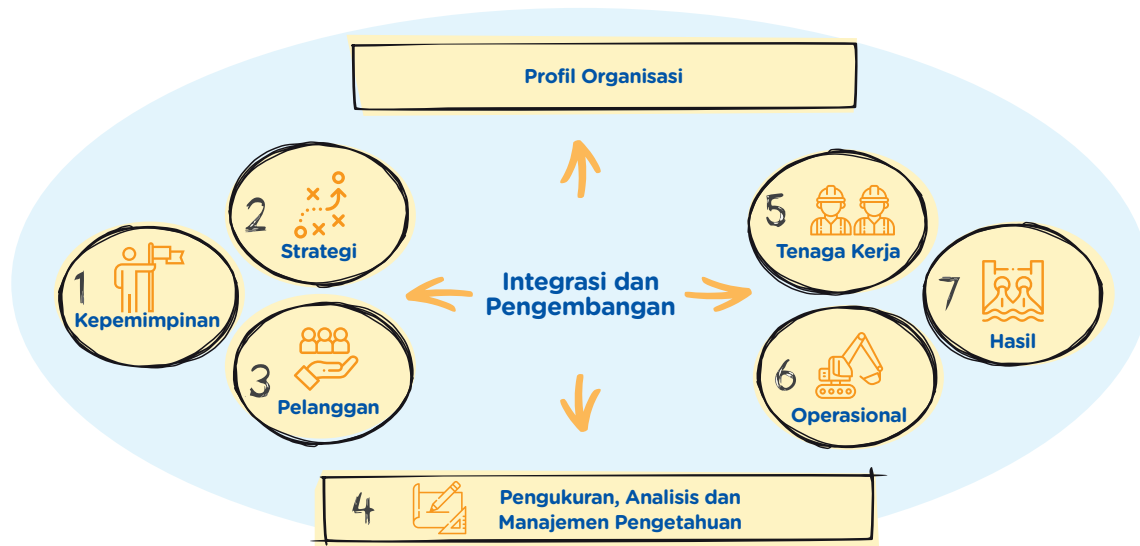 Profil Organisasi
1
Kepemimpinan
2
Strategi
3
Pelanggan
Integrasi dan
Pengembangan
5
Tenaga Kerja
6
Operasional
7
Hasil
4
Pengukuran, Analisis dan
Manajemen Pengetahuan